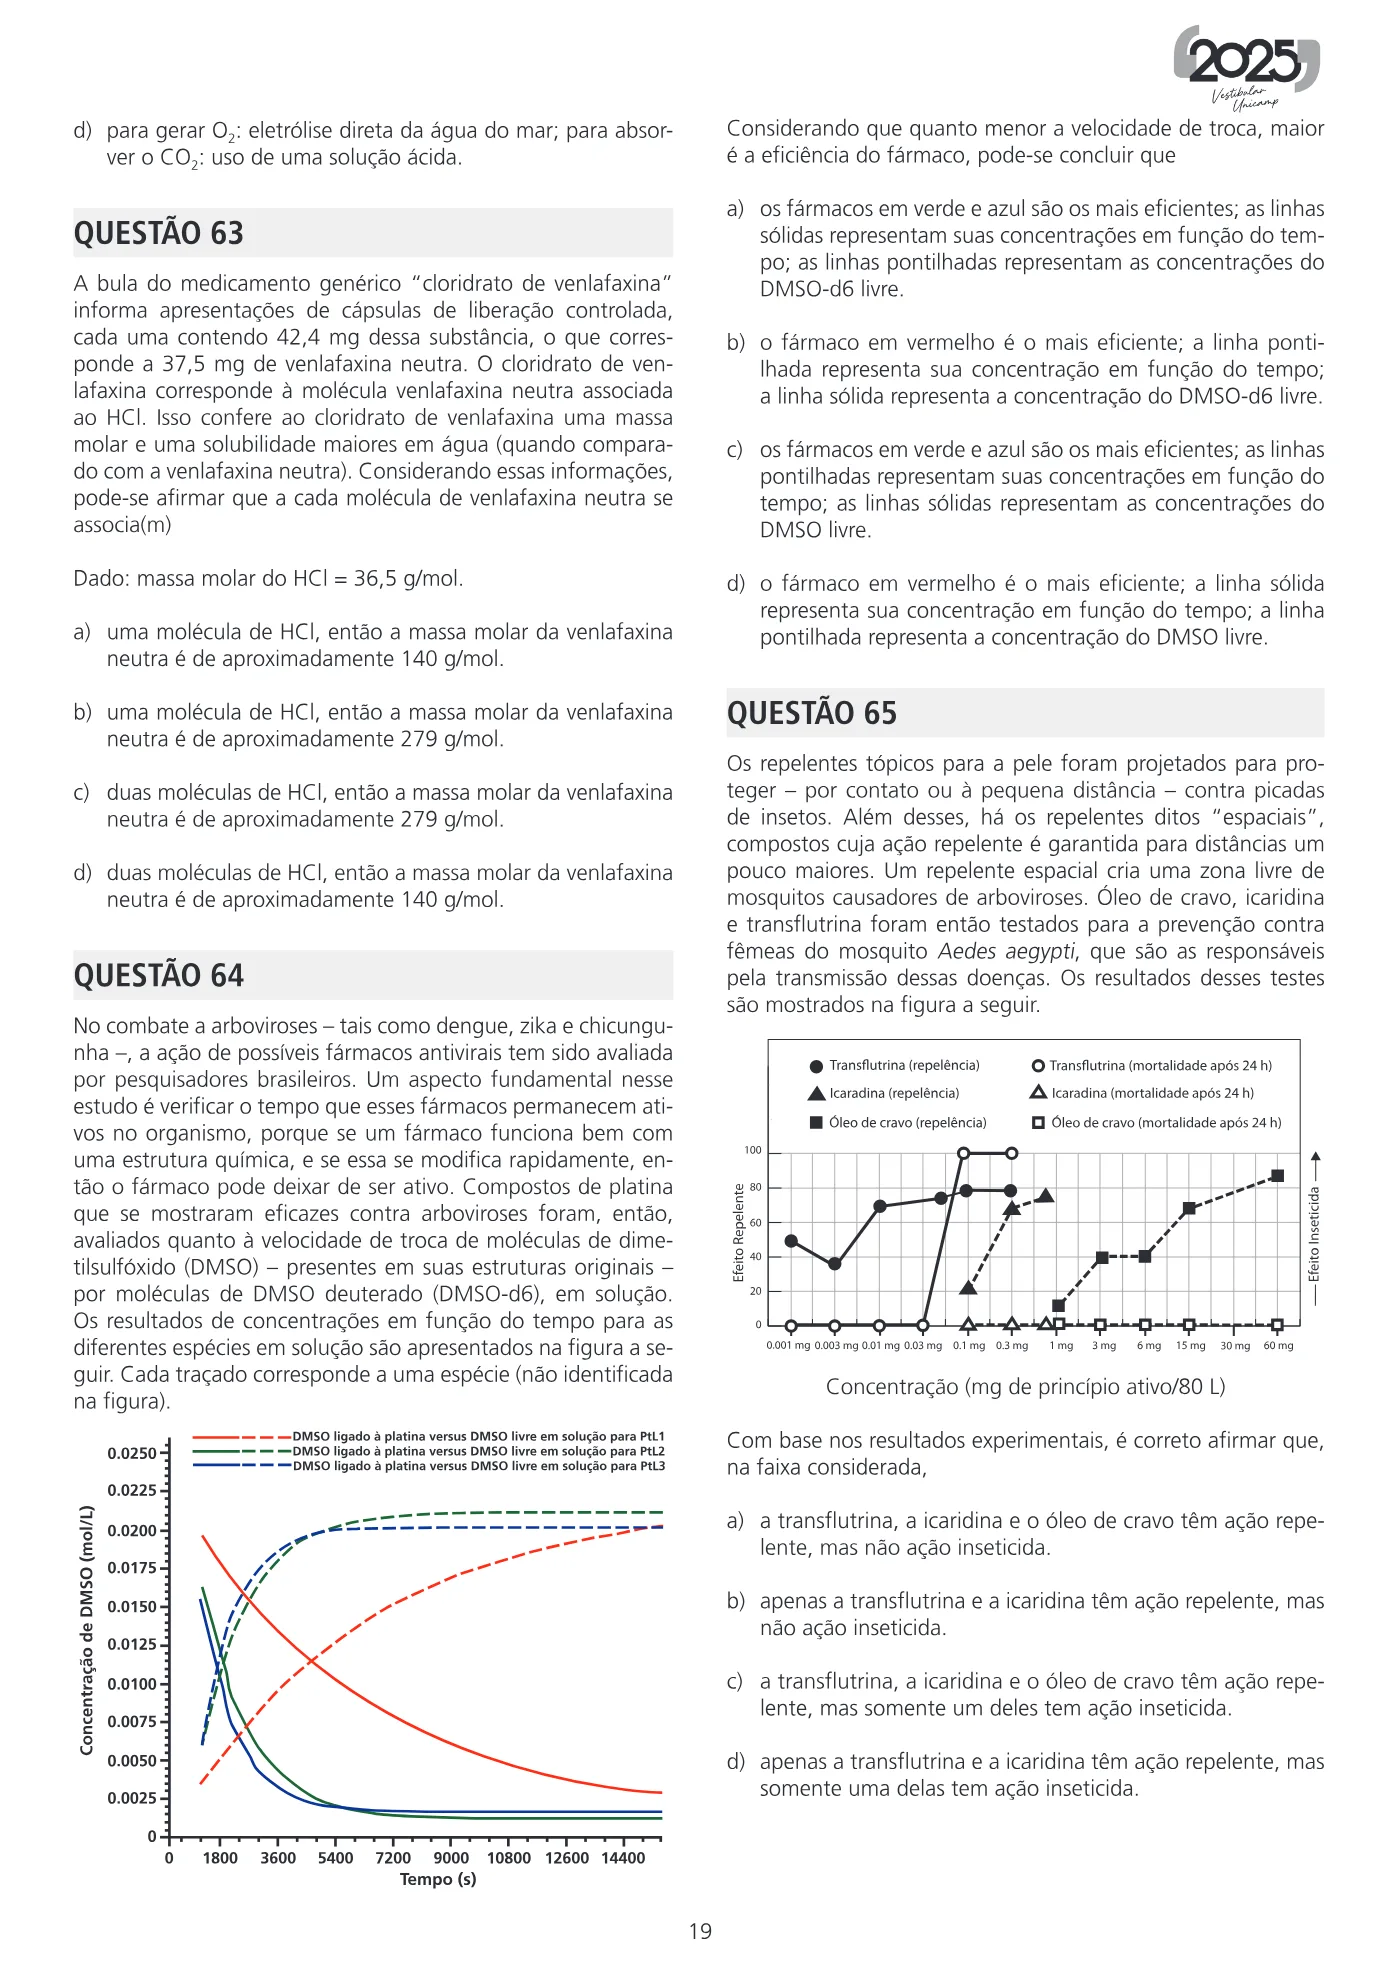 2025
Vestibular
Unicamp
d) para gerar O2: eletrólise direta da água do mar; para absor-
ver o CO2: uso de uma solução ácida.
QUESTÃO 63
A bula do medicamento genérico “cloridrato de venlafaxina”
informa apresentações de cápsulas de liberação controlada,
cada uma contendo 42,4 mg dessa substância, o que corres-
ponde a 37,5 mg de venlafaxina neutra. O cloridrato de ven-
lafaxina corresponde à molécula venlafaxina neutra associada
ao HCl. Isso confere ao cloridrato de venlafaxina uma massa
molar e uma solubilidade maiores em água (quando compara-
do com a venlafaxina neutra). Considerando essas informações,
pode-se afirmar que a cada molécula de venlafaxina neutra se
associa(m)
Dado: massa molar do HCl = 36,5 g/mol.
a) uma molécula de HCl, então a massa molar da venlafaxina
neutra é de aproximadamente 140 g/mol.
b) uma molécula de HCl, então a massa molar da venlafaxina
neutra é de aproximadamente 279 g/mol.
c) duas moléculas de HCl, então a massa molar da venlafaxina
neutra é de aproximadamente 279 g/mol.
d) duas moléculas de HCl, então a massa molar da venlafaxina
neutra é de aproximadamente 140 g/mol.
QUESTÃO 64
No combate a arboviroses – tais como dengue, zika e chicungu-
nha –, a ação de possíveis fármacos antivirais tem sido avaliada
por pesquisadores brasileiros. Um aspecto fundamental nesse
estudo é verificar o tempo que esses fármacos permanecem ati-
vos no organismo, porque se um fármaco funciona bem com
uma estrutura química, e se essa se modifica rapidamente, en-
tão o fármaco pode deixar de ser ativo. Compostos de platina
que se mostraram eficazes contra arboviroses foram, então,
avaliados quanto à velocidade de troca de moléculas de dime-
tilsulfóxido (DMSO) – presentes em suas estruturas originais –
por moléculas de DMSO deuterado (DMSO-d6), em solução.
Os resultados de concentrações em função do tempo para as
diferentes espécies em solução são apresentados na figura a se-
guir. Cada traçado corresponde a uma espécie (não identificada
na figura).
DMSO ligado à platina versus DMSO livre em solução para PtL1
DMSO ligado à platina versus DMSO livre em solução para PtL2
DMSO ligado à platina versus DMSO livre em solução para PtL3
Concentração de DMSO (mol/L)
0.0250
0.0225
0.0200
0.0175
0.0150
0.0125
0.0100
0.0075
0.0050
0.0025
0
0 1800 3600 5400 7200 9000 10800 12600 14400
Tempo (s)
Considerando que quanto menor a velocidade de troca, maior
é a eficiência do fármaco, pode-se concluir que
a) os fármacos em verde e azul são os mais eficientes; as linhas
sólidas representam suas concentrações em função do tem-
po; as linhas pontilhadas representam as concentrações do
DMSO-d6 livre.
b) o fármaco em vermelho é o mais eficiente; a linha ponti-
lhada representa sua concentração em função do tempo;
a linha sólida representa a concentração do DMSO-d6 livre.
c) os fármacos em verde e azul são os mais eficientes; as linhas
pontilhadas representam suas concentrações em função do
tempo; as linhas sólidas representam as concentrações do
DMSO livre.
d) o fármaco em vermelho é o mais eficiente; a linha sólida
representa sua concentração em função do tempo; a linha
pontilhada representa a concentração do DMSO livre.
QUESTÃO 65
Os repelentes tópicos para a pele foram projetados para pro-
teger – por contato ou à pequena distância – contra picadas
de insetos. Além desses, há os repelentes ditos “espaciais”,
compostos cuja ação repelente é garantida para distâncias um
pouco maiores. Um repelente espacial cria uma zona livre de
mosquitos causadores de arboviroses. Óleo de cravo, icaridina
e transflutrina foram então testados para a prevenção contra
fêmeas do mosquito Aedes aegypti, que são as responsáveis
pela transmissão dessas doenças. Os resultados desses testes
são mostrados na figura a seguir.
Transflutrina (repelência) Transflutrina (mortalidade após 24 h)
Icaradina (repelência) Icaradina (mortalidade após 24 h)
Óleo de cravo (repelência) Óleo de cravo (mortalidade após 24 h)
Efeito Repelente
100
80
60
40
20
0
Efeito Inseticida
0.001 mg 0.003 mg 0.01 mg 0.03 mg 0.1 mg 0.3 mg 1 mg 3 mg 6 mg 15 mg 30 mg 60 mg
Concentração (mg de princípio ativo/80 L)
Com base nos resultados experimentais, é correto afirmar que,
na faixa considerada,
a) a transflutrina, a icaridina e o óleo de cravo têm ação repe-
lente, mas não ação inseticida.
b) apenas a transflutrina e a icaridina têm ação repelente, mas
não ação inseticida.
c) a transflutrina, a icaridina e o óleo de cravo têm ação repe-
lente, mas somente um deles tem ação inseticida.
d) apenas a transflutrina e a icaridina têm ação repelente, mas
somente uma delas tem ação inseticida.
19